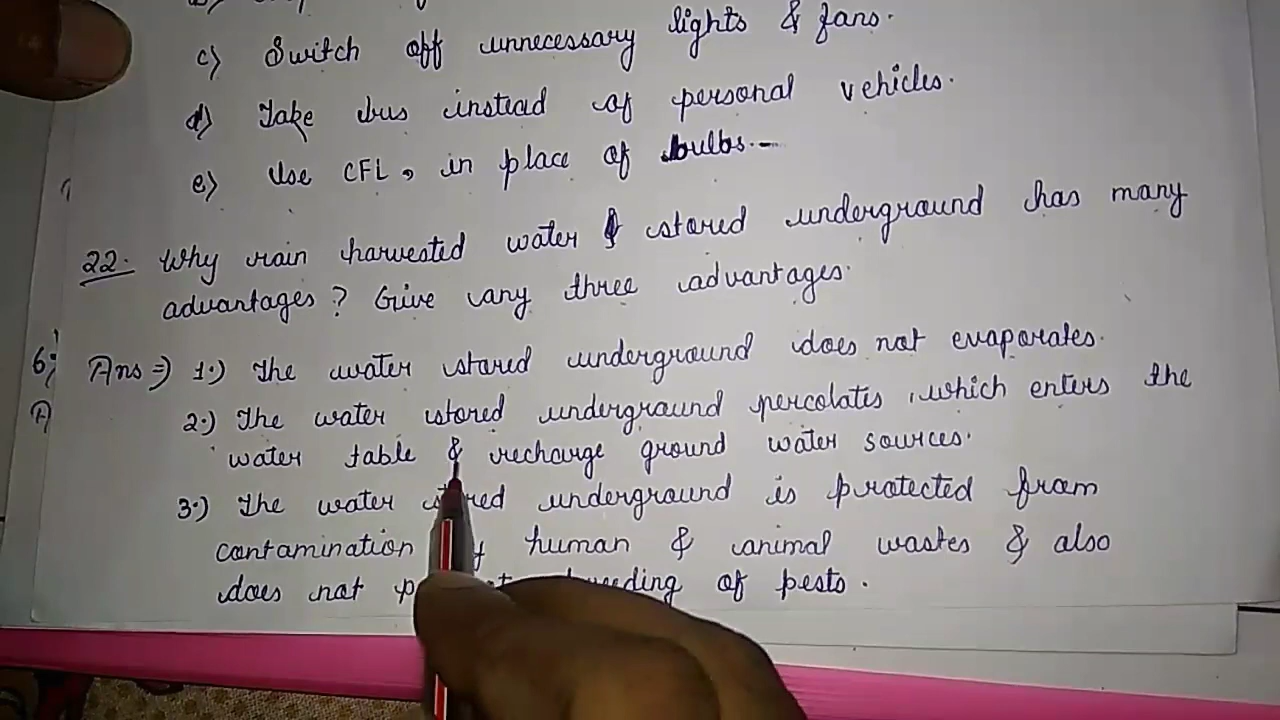 c) Switch off unnecessary lights & fans.
d) Take bus instead of personal vehicles.
e) Use CFL, in place of bulbs.
22. Why rain harvested water & stored underground has many
advantages? Give any three advantages.
Ans ⇒ 1.) The water stored underground does not evaporates.
2.) The water stored underground percolates, which enters the
water table & recharge ground water sources.
3.) The water stored underground is protected from
contamination human & animal wastes & also
does not breeding of pests.
6.
A